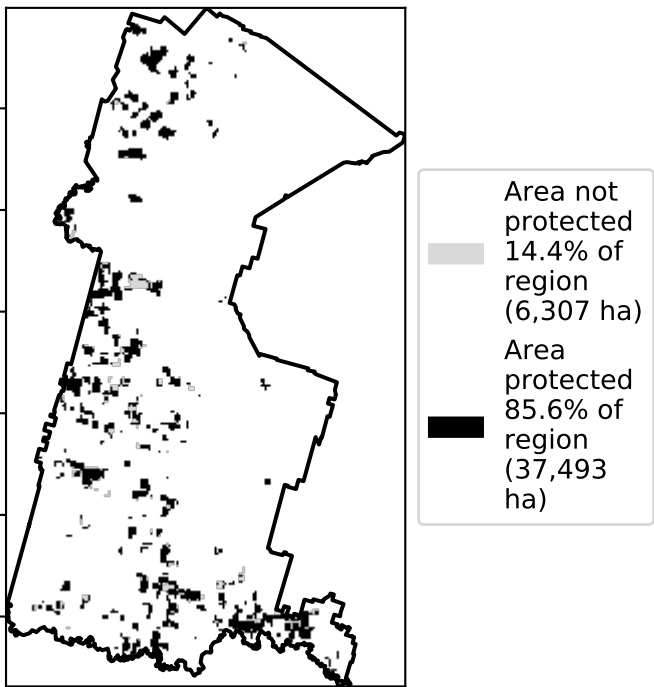 Area not
protected
14.4% of
region
(6,307 ha)
Area
protected
85.6% of
region
(37,493
ha)